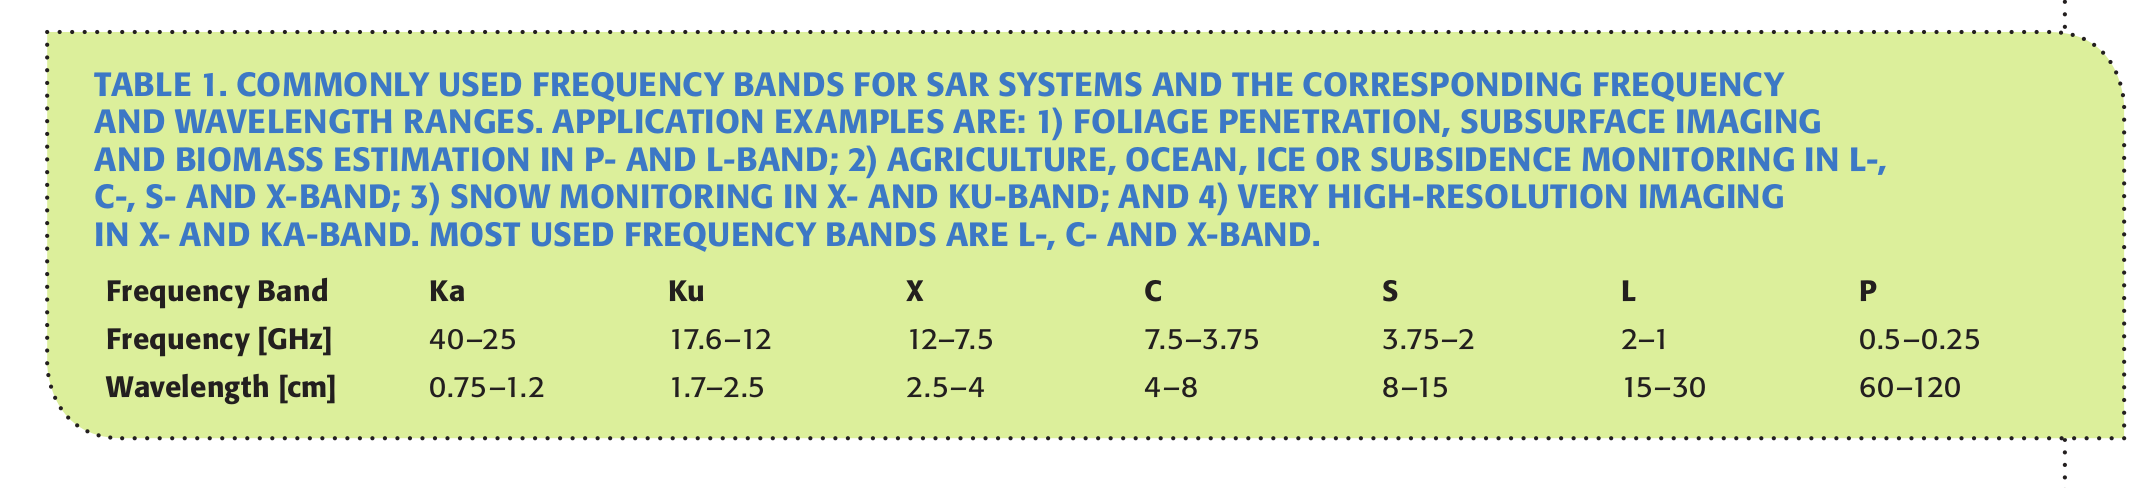 TABLE 1. COMMONLY USED FREQUENCY BANDS FOR SAR SYSTEMS AND THE CORRESPONDING FREQUENCY
AND WAVELENGTH RANGES. APPLICATION EXAMPLES ARE: 1) FOLIAGE PENETRATION, SUBSURFACE IMAGING
AND BIOMASS ESTIMATION IN P- AND L-BAND; 2) AGRICULTURE, OCEAN, ICE OR SUBSIDENCE MONITORING IN L-,
C-, S- AND X-BAND; 3) SNOW MONITORING IN X- AND KU-BAND; AND 4) VERY HIGH-RESOLUTION IMAGING
IN X- AND KA-BAND. MOST USED FREQUENCY BANDS ARE L-, C- AND X-BAND.
Frequency Band Ka Ku X C S L P
Frequency [GHz] 40–25 17.6–12 12–7.5 7.5–3.75 3.75–2 2–1 0.5–0.25
Wavelength [cm] 0.75–1.2 1.7–2.5 2.5–4 4–8 8–15 15–30 60–120